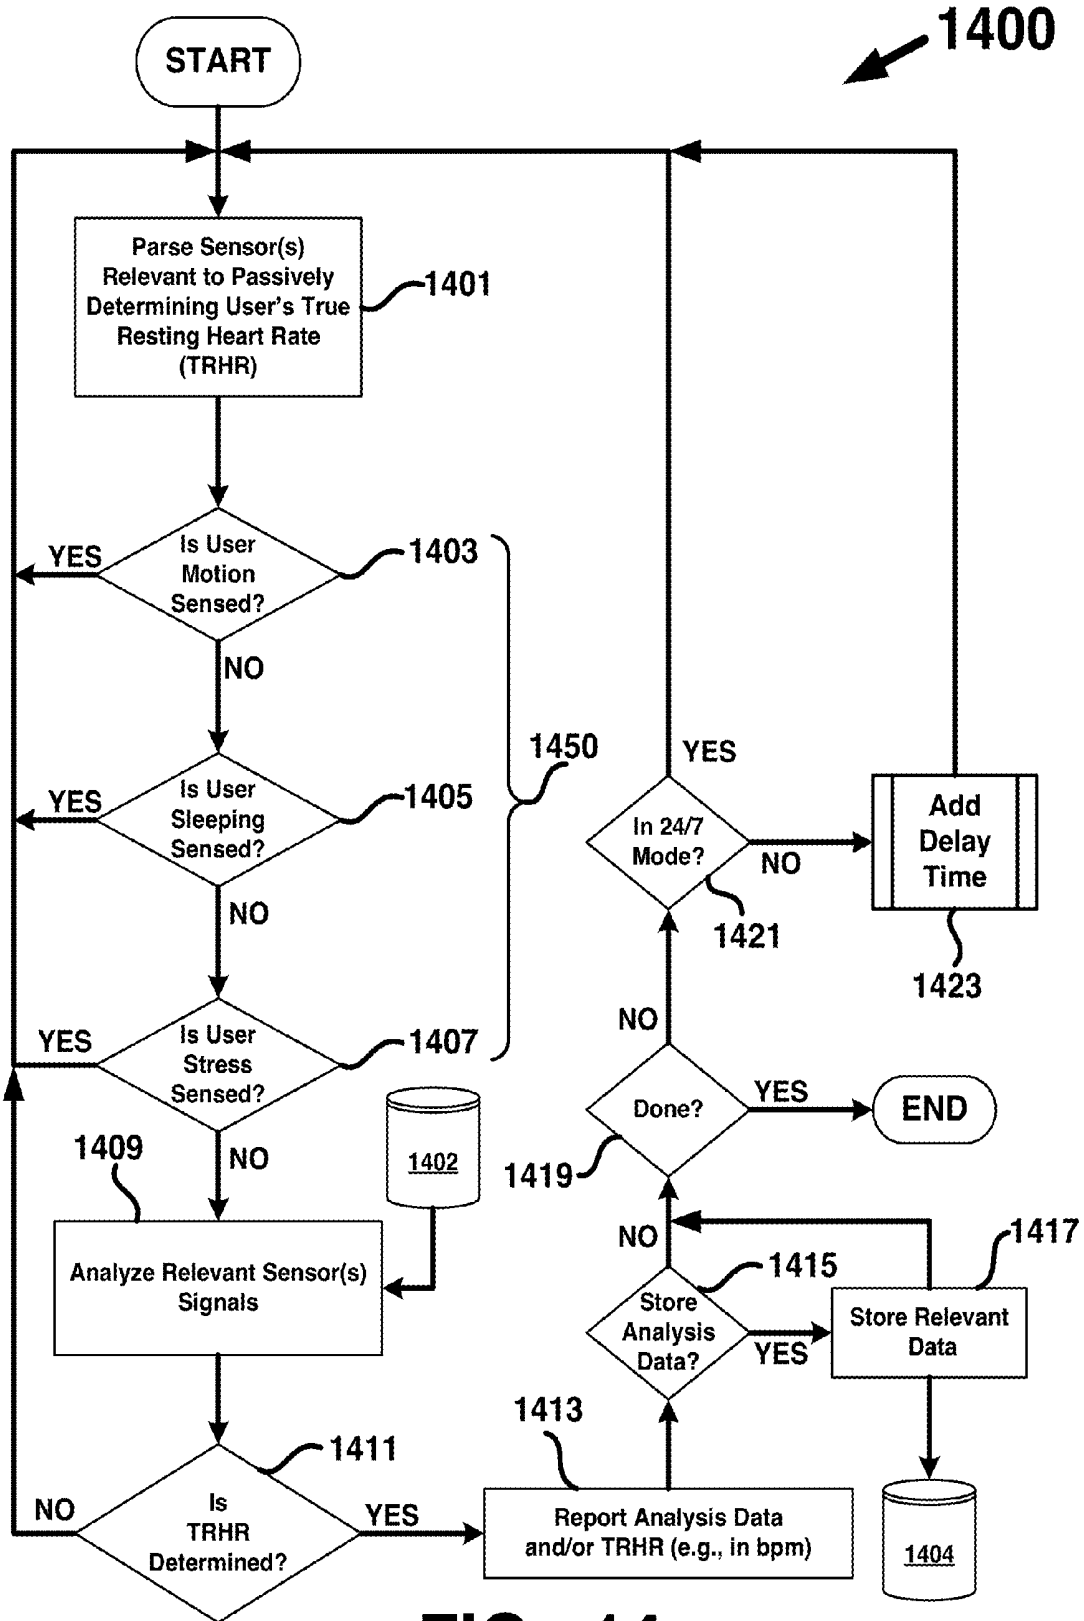 1400
START
Parse Sensor(s)
Relevant to Passively
Determining User's True
Resting Heart Rate
(TRHR)
1401
Is User
Motion
Sensed?
1403
YES
NO
Is User
Sleeping
Sensed?
1405
YES
NO
1450
Is User
Stress
Sensed?
1407
YES
NO
1402
1409
Analyze Relevant Sensor(s)
Signals
Is
TRHR
Determined?
1411
NO
YES
1413
Report Analysis Data
and/or TRHR (e.g., in bpm)
Store
Analysis
Data?
1415
YES
NO
1417
Store Relevant
Data
1404
Done?
1419
YES
END
NO
In 24/7
Mode?
1421
YES
NO
Add
Delay
Time
1423